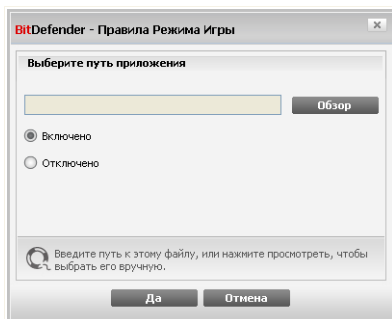 BitDefender - Правила Режима Игры
Выберите путь приложения
Обзор
Включено
Отключено
Введите путь к этому файлу, или нажмите просмотреть, чтобы
выбрать его вручную.
Да Отмена